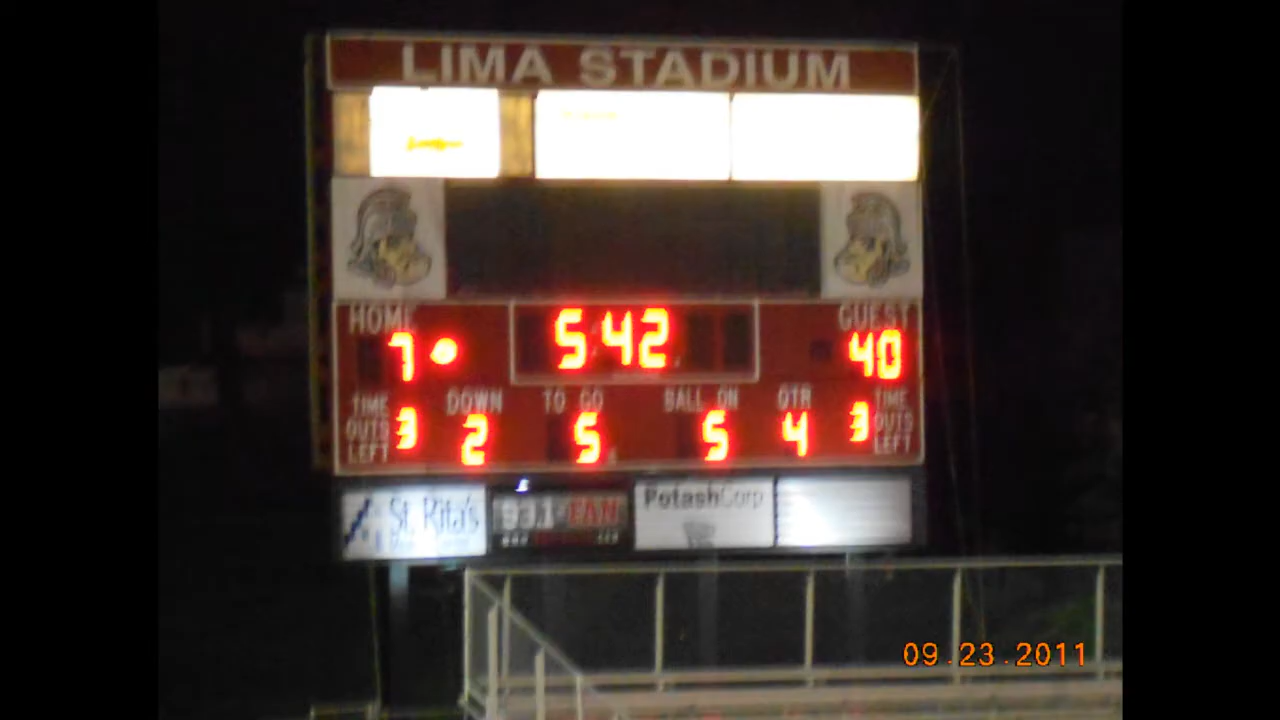 LIMA STADIUM
HOME
GUEST
7
5:42
40
TIME OUTS LEFT 3
DOWN 2
TO GO 5
BALL ON 5
QTR 4
3 TIME OUTS LEFT
St. Rita's
93.1 FAN
PotashCorp
09.23.2011